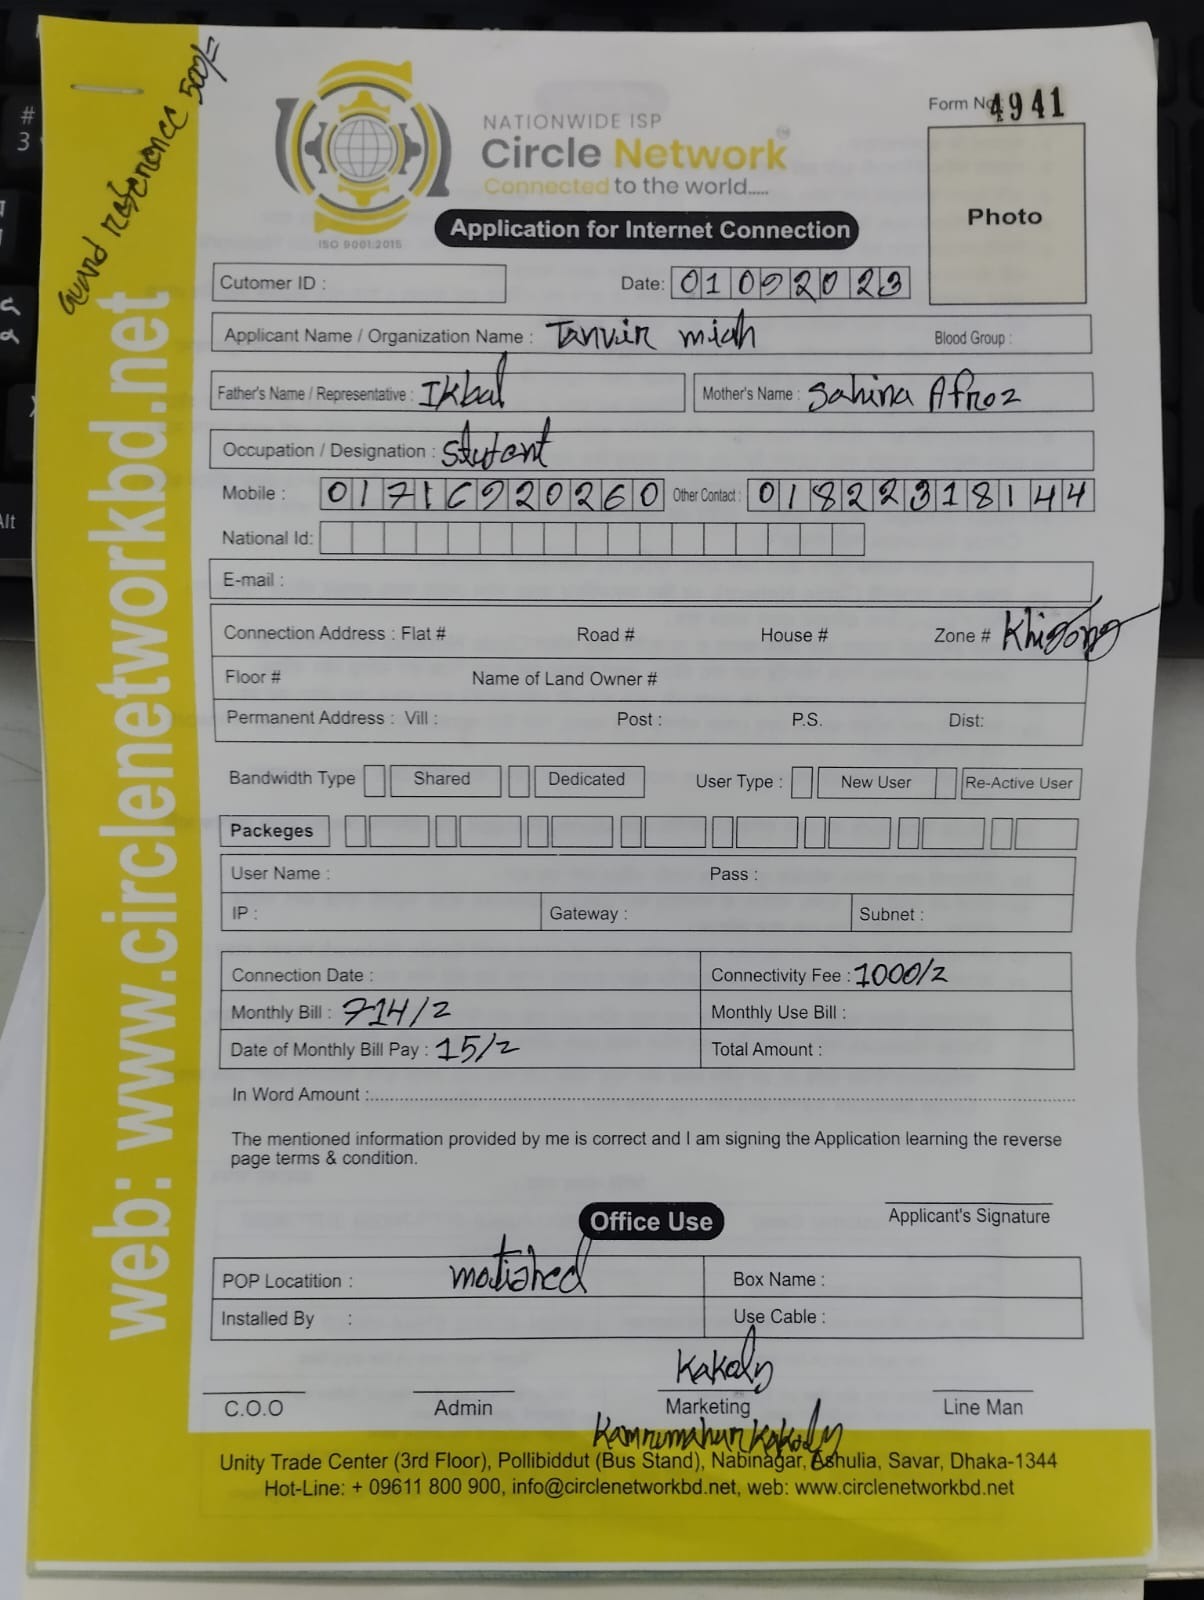 Guard reference 500/=
Form No 4941
NATIONWIDE ISP
Circle Network
Connected to the world.....
ISO 9001:2015
Application for Internet Connection
Photo
Cutomer ID :
Date: 01092023
Applicant Name / Organization Name : Tanvir miah Blood Group :
Father's Name / Representative : Ikbal Mother's Name : Sahina Afroz
Occupation / Designation :
Mobile : 01716920260 Other Contact : 01822318144
National Id:
E-mail :
Connection Address : Flat # Road # House # Zone #
Floor # Name of Land Owner #
Permanent Address : Vill : Post : P.S. Dist:
Bandwidth Type Shared Dedicated User Type : New User Re-Active User
Packeges
User Name : Pass :
IP : Gateway : Subnet :
Connection Date : Connectivity Fee : 1000/2
Monthly Bill : 714/2 Monthly Use Bill :
Date of Monthly Bill Pay : 15/2 Total Amount :
In Word Amount :
The mentioned information provided by me is correct and I am signing the Application learning the reverse
page terms & condition.
Applicant's Signature
Office Use
POP Locatition : Box Name :
Installed By : Use Cable :
Kakoly
C.O.O Admin Marketing Line Man
Unity Trade Center (3rd Floor), Pollibiddut (Bus Stand), Nabinagar, Ashulia, Savar, Dhaka-1344
Hot-Line: + 09611 800 900, info@circlenetworkbd.net, web: www.circlenetworkbd.net
web: www.circlenetworkbd.net